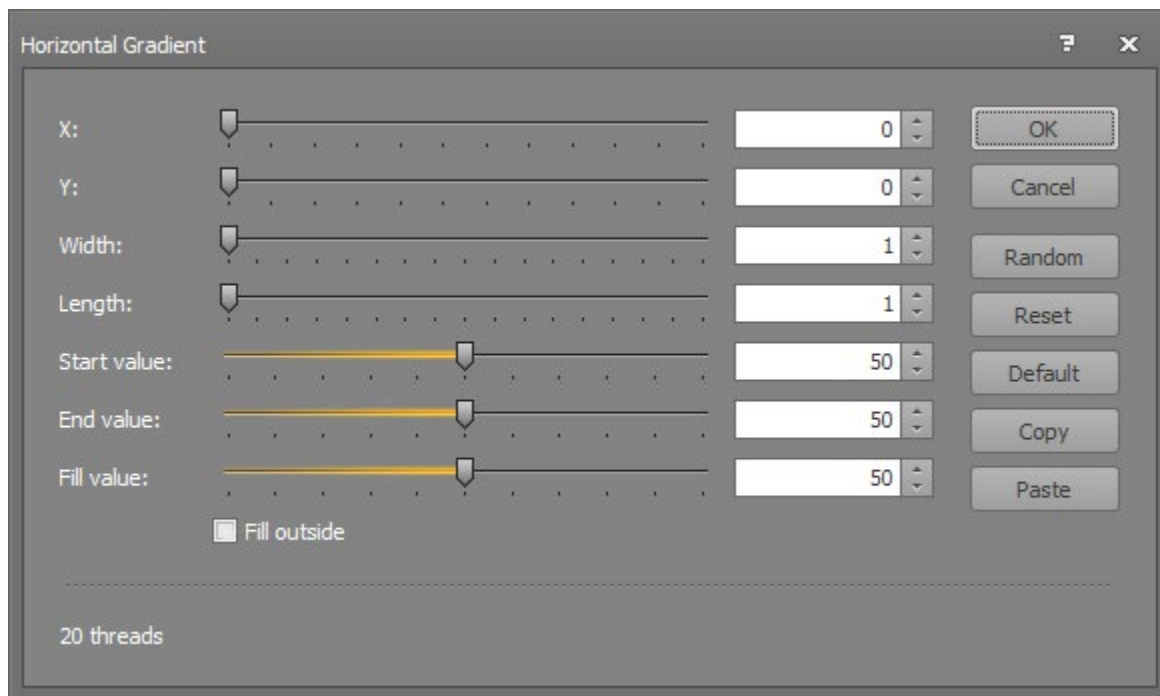 Horizontal Gradient
X: 0 OK
Y: 0 Cancel
Width: 1 Random
Length: 1 Reset
Start value: 50 Default
End value: 50 Copy
Fill value: 50 Paste
Fill outside
20 threads